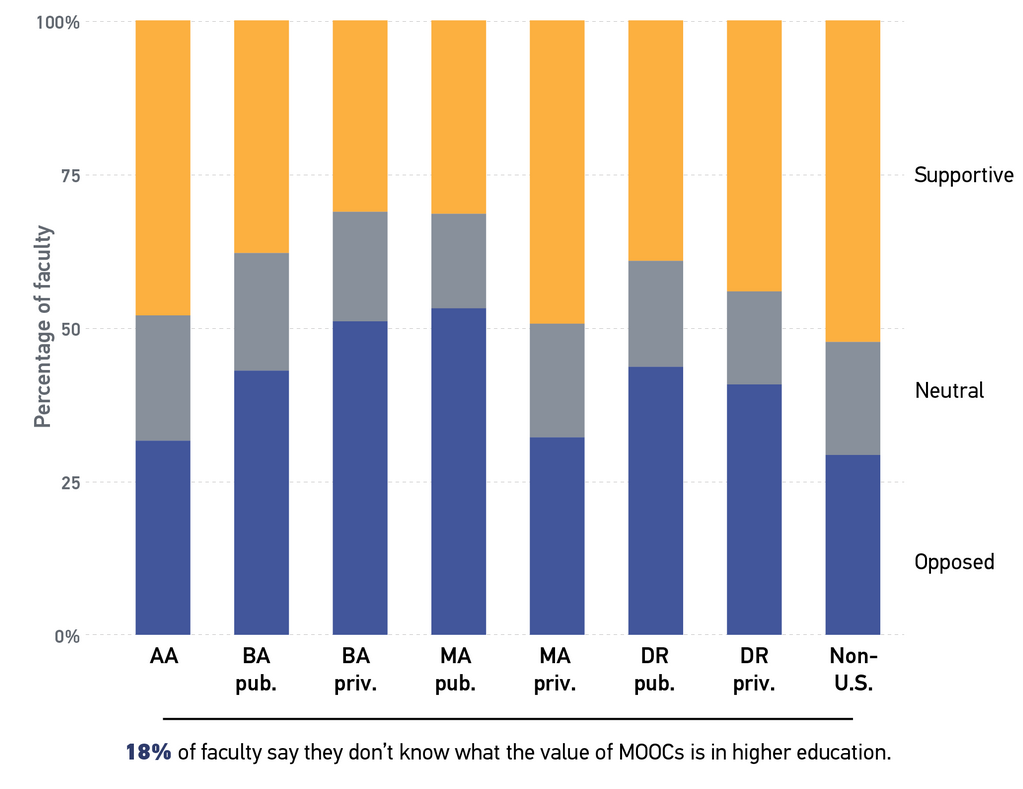 100%
75
50
25
0%
Percentage of faculty
Supportive
Neutral
Opposed
AA
BA
pub.
BA
priv.
MA
pub.
MA
priv.
DR
pub.
DR
priv.
Non-
U.S.
18% of faculty say they don’t know what the value of MOOCs is in higher education.